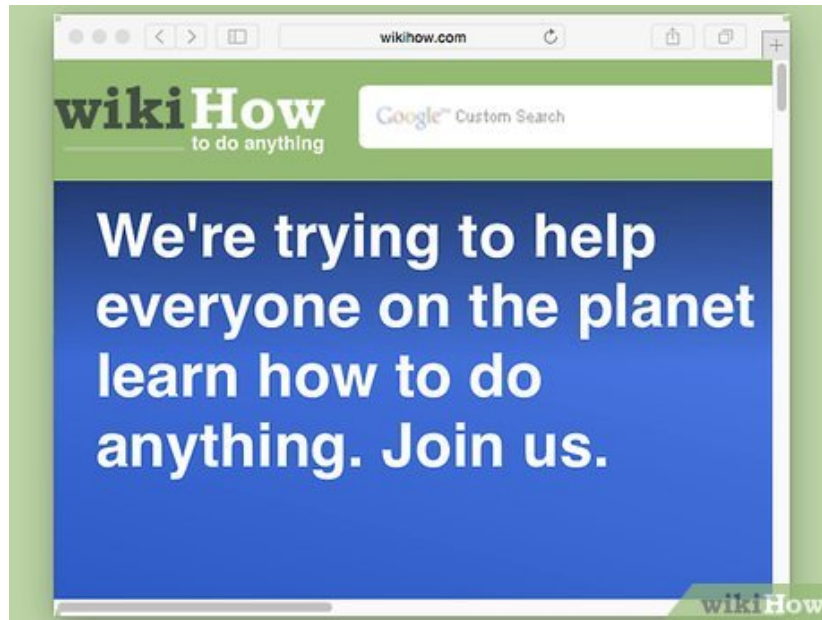 wikihow.com
wikiHow
to do anything
Google™ Custom Search
We're trying to help
everyone on the planet
learn how to do
anything. Join us.
wikiHow